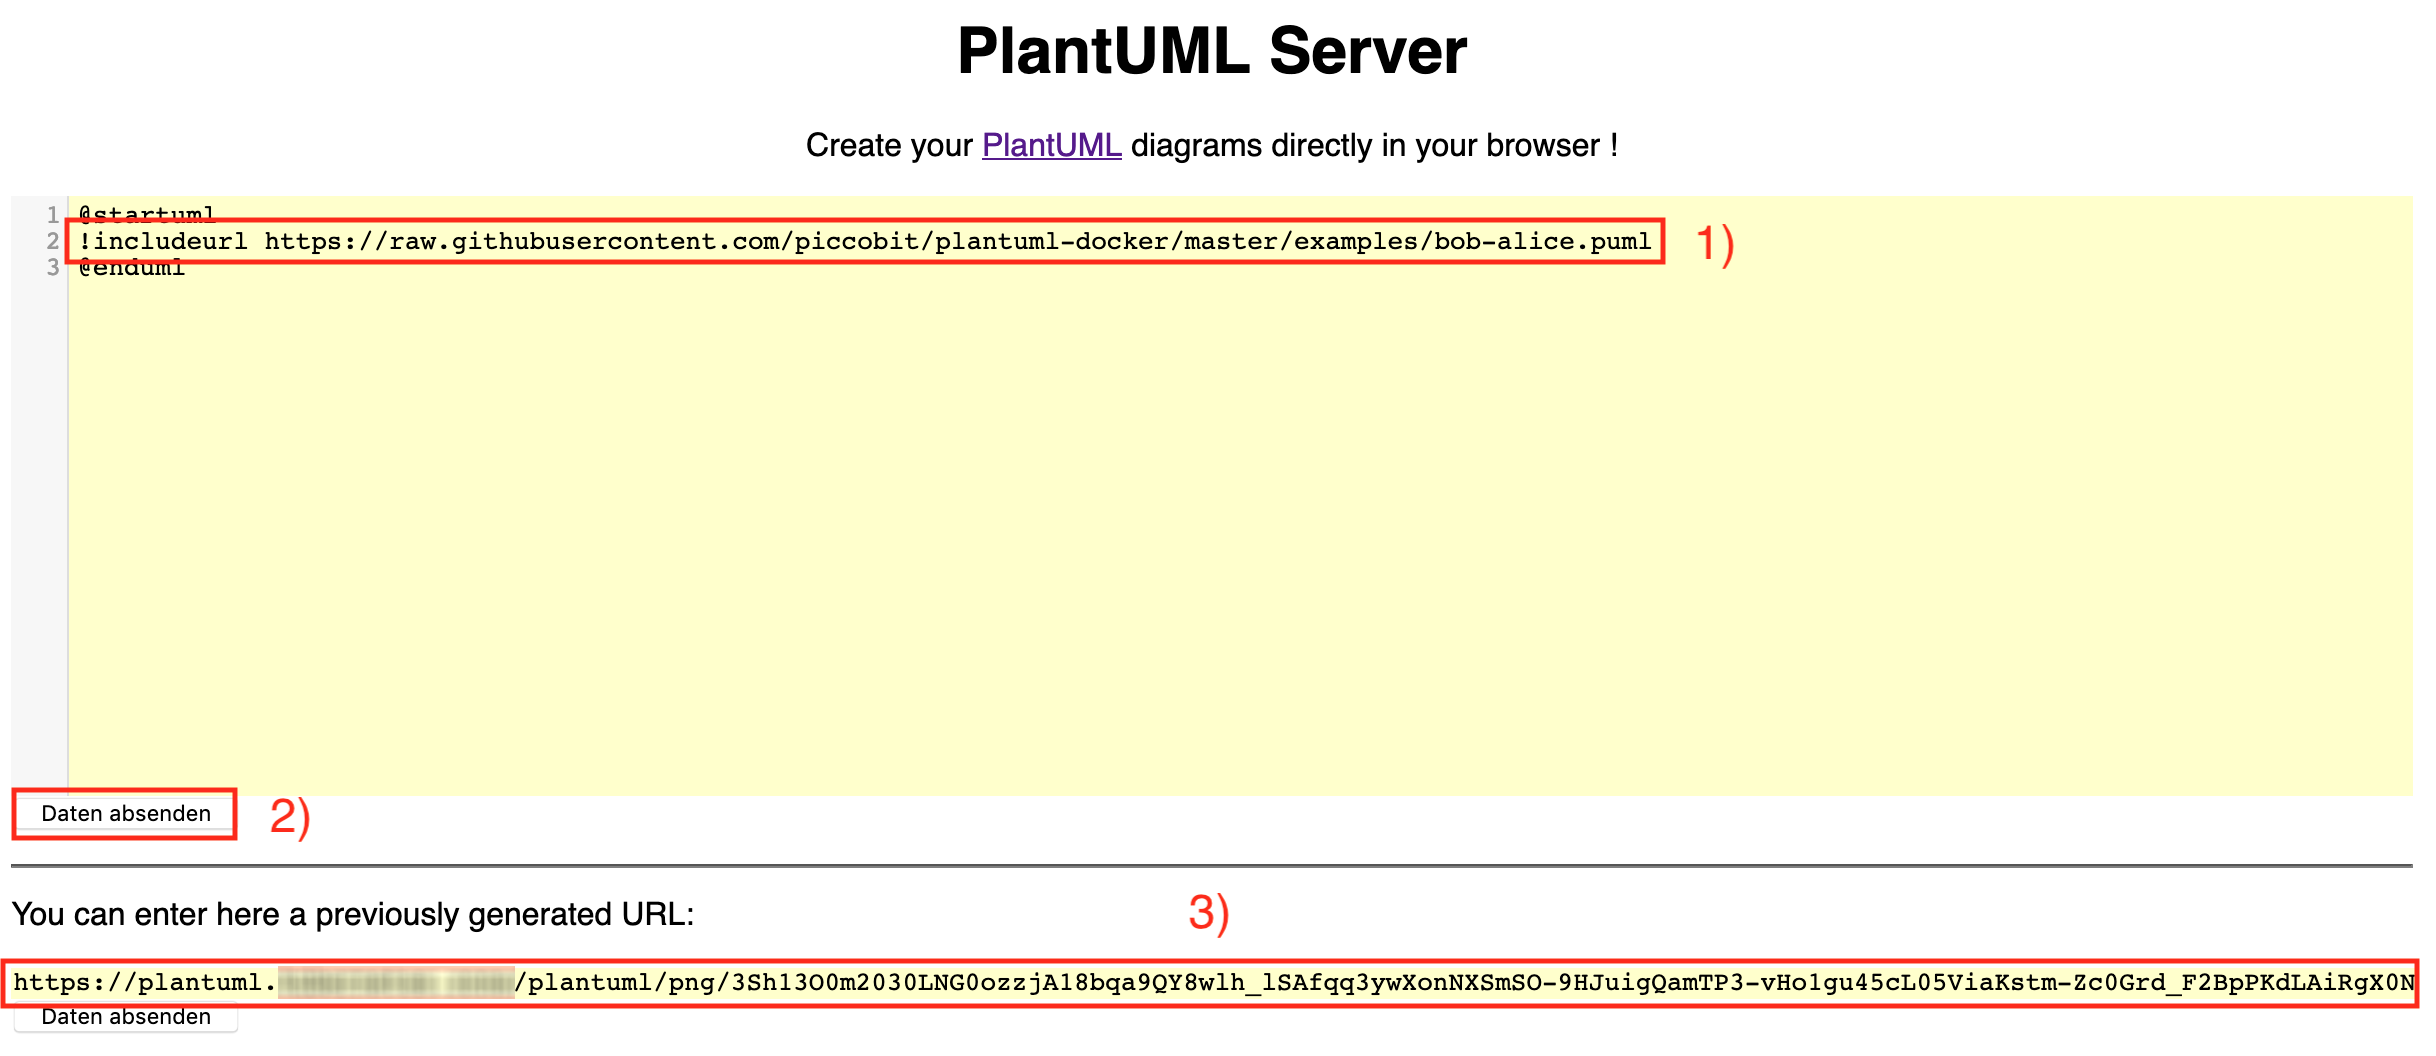 PlantUML Server
Create your PlantUML diagrams directly in your browser !
1 @startuml
2 !includeurl https://raw.githubusercontent.com/piccobit/plantuml-docker/master/examples/bob-alice.puml 1)
3 @enduml
Daten absenden 2)
You can enter here a previously generated URL: 3)
https://plantuml. /plantuml/png/3Sh13O0m2030LNG0ozzjA18bqa9QY8wlh_lSAfqq3ywXonNXSmSO-9HJuigQamTP3-vHo1gu45cL05ViaKstm-Zc0Grd_F2BpPKdLAiRgX0N
Daten absenden